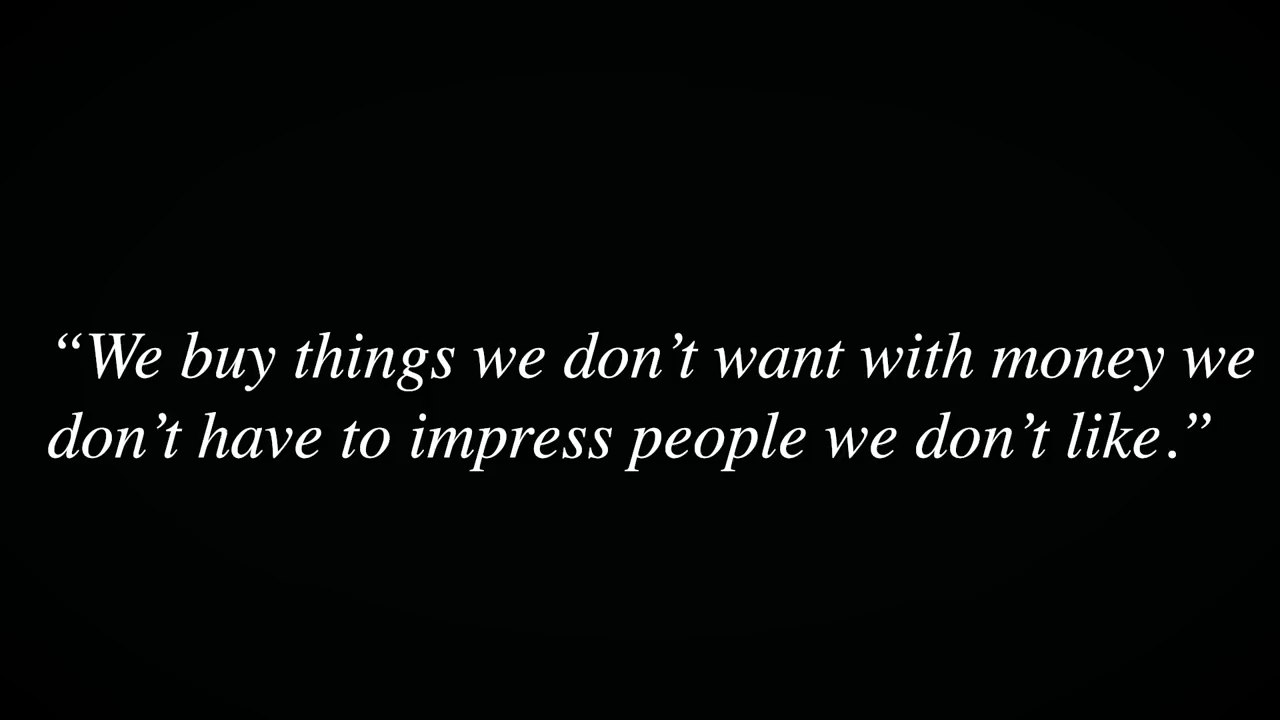 “We buy things we don’t want with money we
don’t have to impress people we don’t like.”